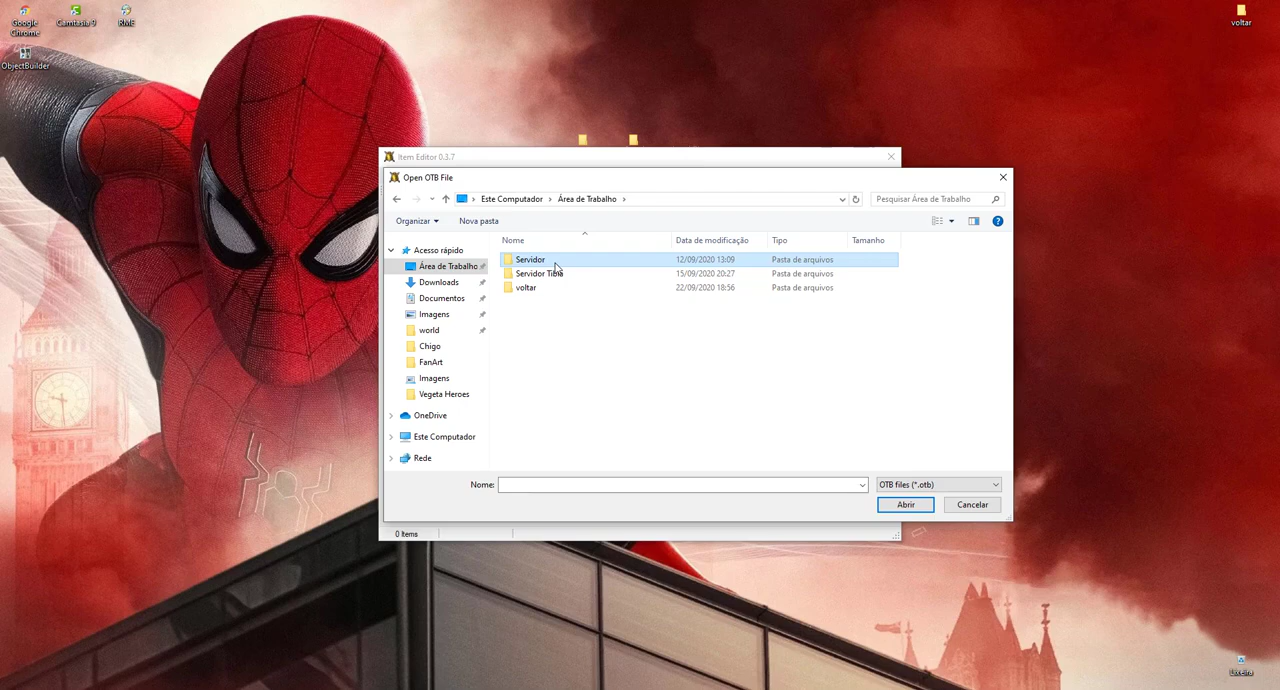 Google
Chrome
Camtasia 9
RME
ObjectBuilder
voltar
Item Editor 0.3.7
Open OTB File
Este Computador > Área de Trabalho >
Pesquisar Área de Trabalho
Organizar
Nova pasta
Nome
Data de modificação
Tipo
Tamanho
Acesso rápido
Área de Trabalho
Downloads
Documentos
Imagens
world
Chigo
FanArt
Imagens
Vegeta Heroes
OneDrive
Este Computador
Rede
Servidor 12/09/2020 13:09 Pasta de arquivos
Servidor Tibia 15/09/2020 20:27 Pasta de arquivos
voltar 22/09/2020 18:56 Pasta de arquivos
Nome:
OTB files (*.otb)
Abrir
Cancelar
0 Items
Lixeira